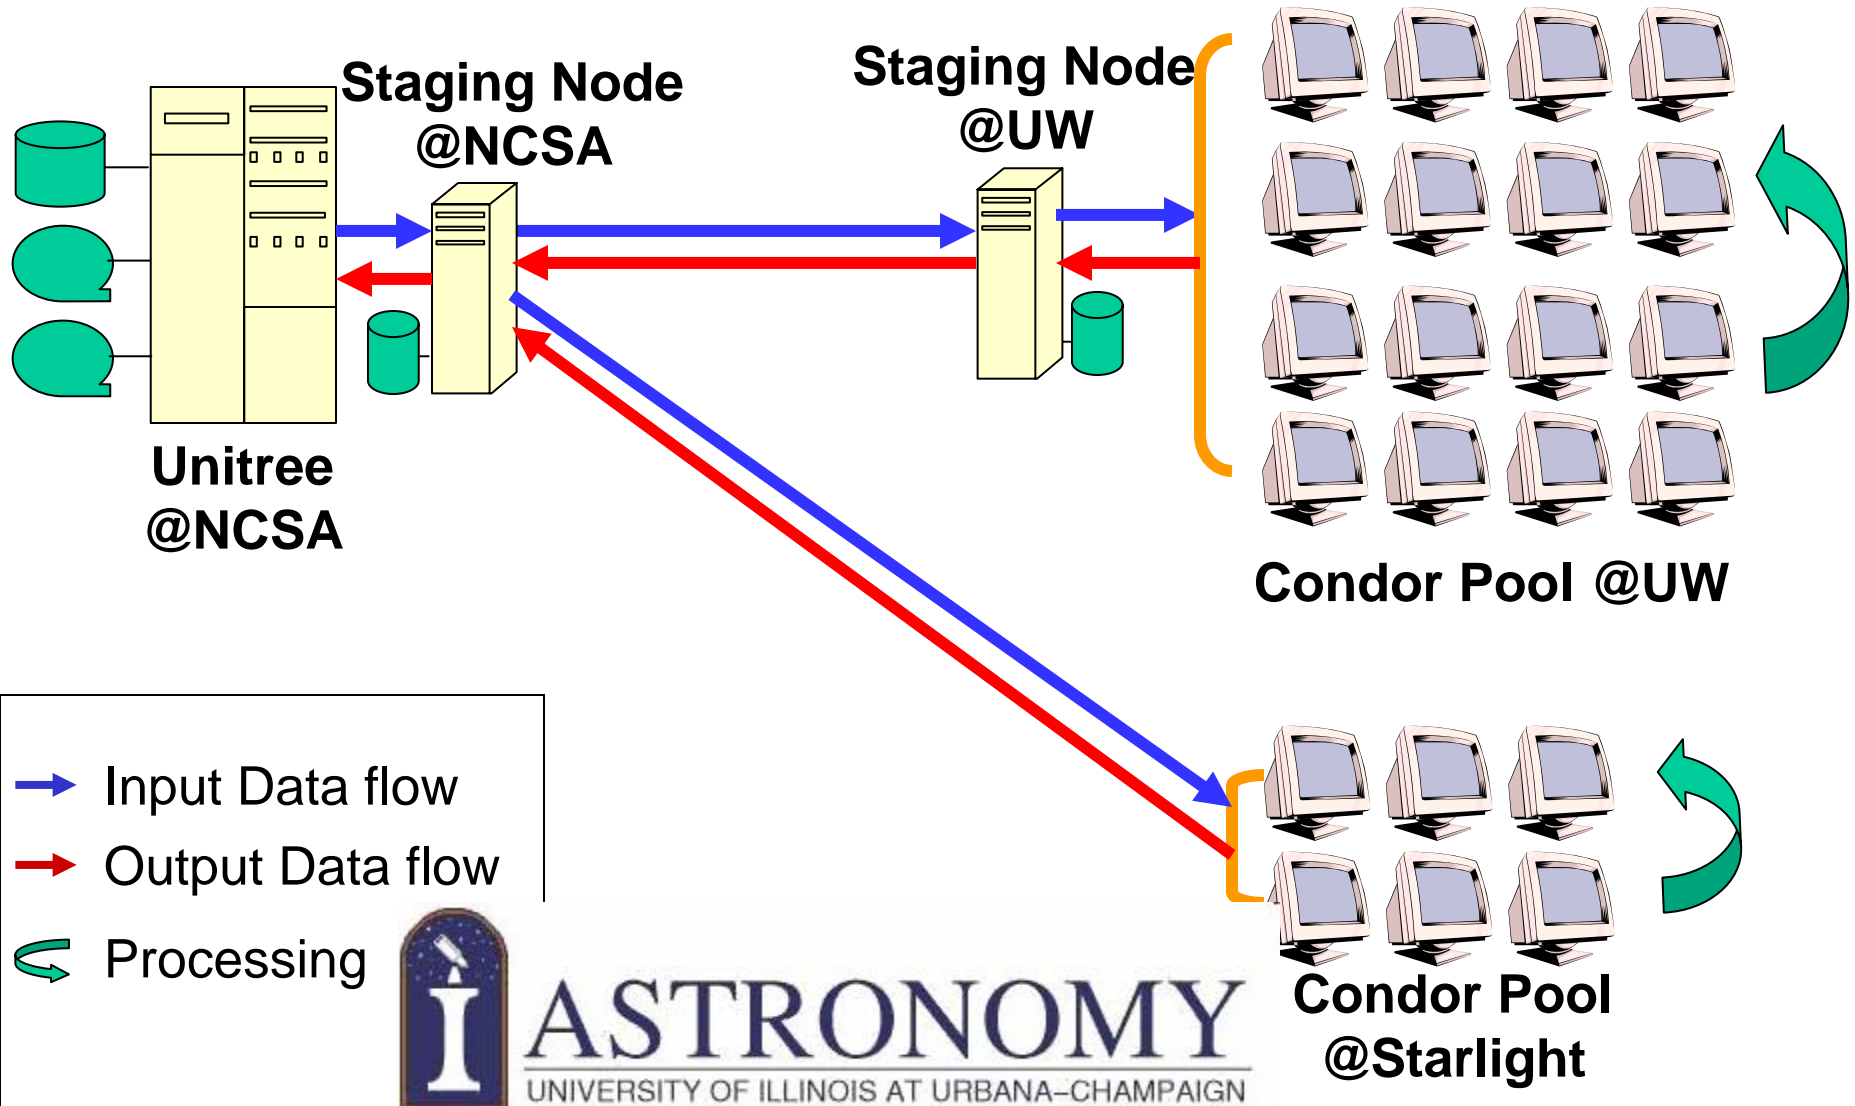 Staging Node
@NCSA
Staging Node
@UW
Unitree
@NCSA
Condor Pool @UW
Input Data flow
Output Data flow
Processing
I
ASTRONOMY
UNIVERSITY OF ILLINOIS AT URBANA–CHAMPAIGN
Condor Pool
@Starlight